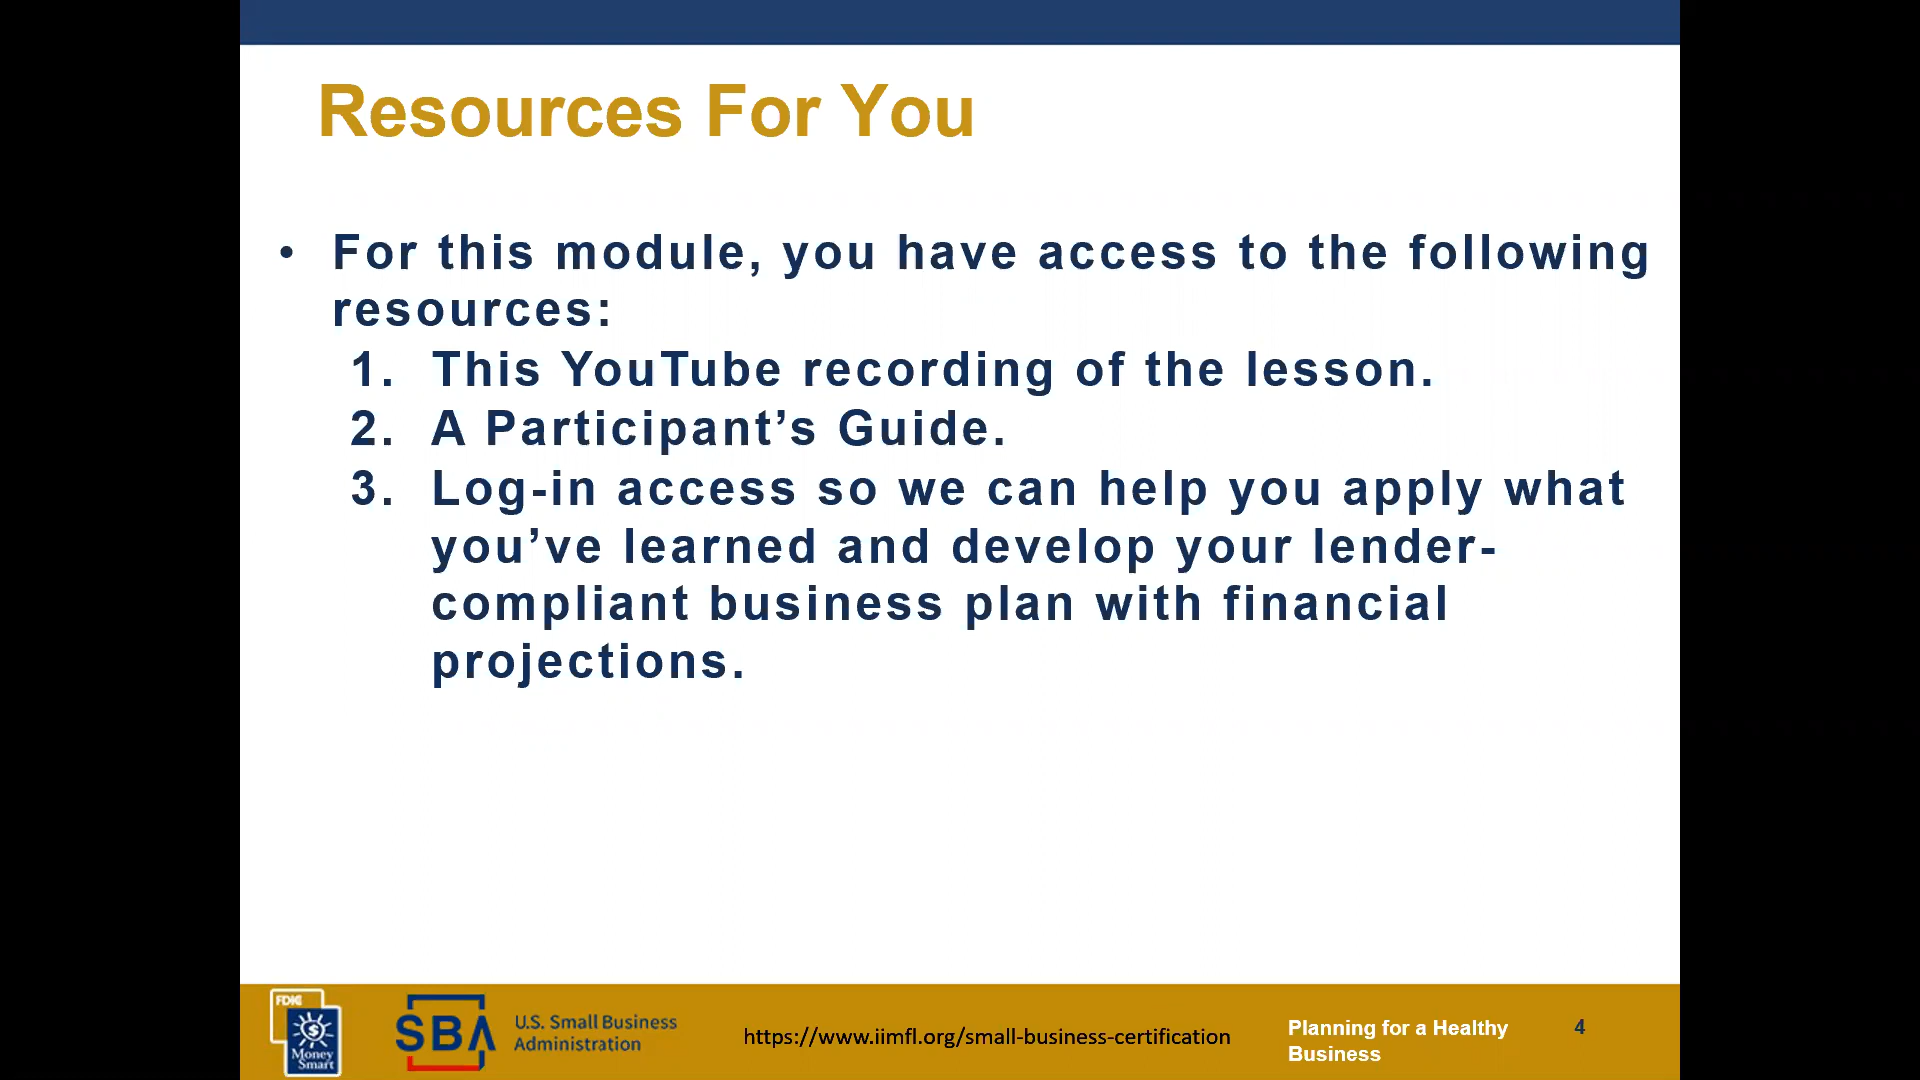 Resources For You
• For this module, you have access to the following
resources:
1. This YouTube recording of the lesson.
2. A Participant’s Guide.
3. Log-in access so we can help you apply what
you’ve learned and develop your lender-
compliant business plan with financial
projections.
FDIC
Money
Smart
SBA
U.S. Small Business
Administration
https://www.iimfl.org/small-business-certification
Planning for a Healthy
Business
4